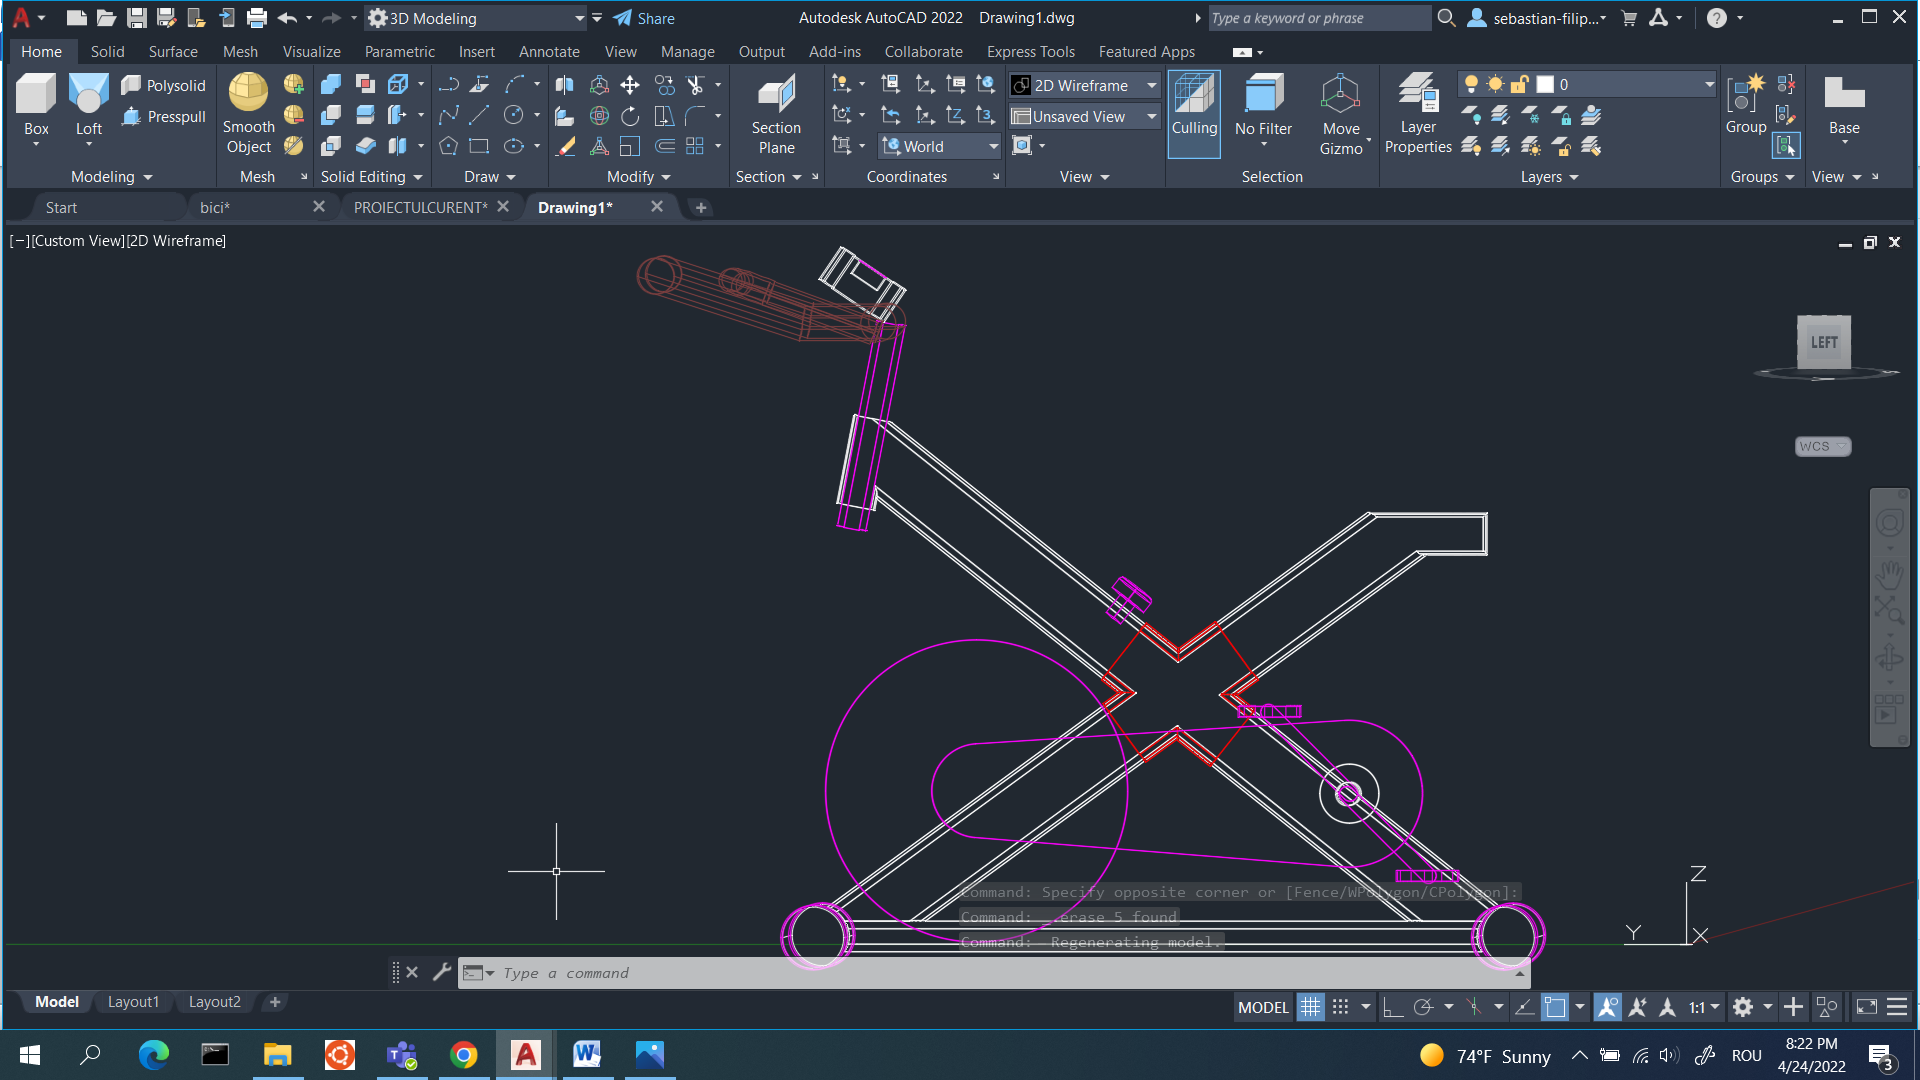 3D Modeling
Share
Autodesk AutoCAD 2022 Drawing1.dwg
Type a keyword or phrase
sebastian-filip...
Home Solid Surface Mesh Visualize Parametric Insert Annotate View Manage Output Add-ins Collaborate Express Tools Featured Apps
Box
Loft
Polysolid
Presspull
Modeling
Smooth
Object
Mesh
Solid Editing
Draw
Modify
Section
Plane
Section
World
Coordinates
2D Wireframe
Unsaved View
View
Culling
No Filter
Move
Gizmo
Selection
Layer
Properties
0
Layers
Group
Groups
Base
View
Start bici* PROIECTULCURENT* Drawing1*
[−][Custom View][2D Wireframe]
LEFT
WCS
Z
Y
X
Command: Specify opposite corner or [Fence/WPolygon/CPolygon]:
Command: _.erase 5 found
Command: Regenerating model.
Type a command
Model Layout1 Layout2
MODEL
1:1
74°F Sunny
ROU
8:22 PM
4/24/2022
3